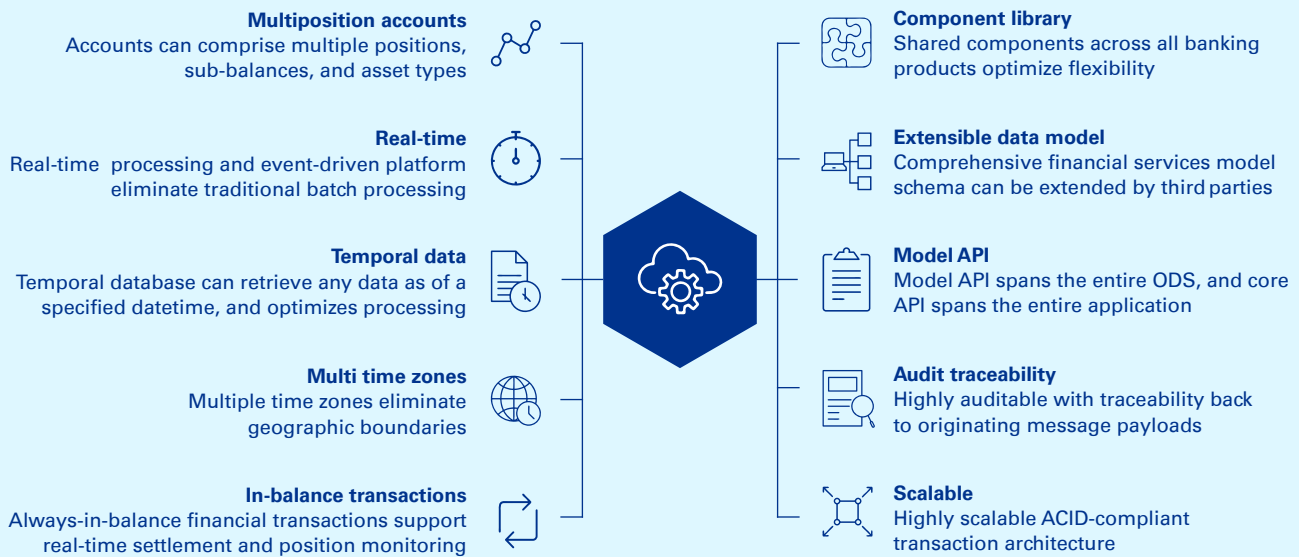 Multiposition accounts
Accounts can comprise multiple positions,
sub-balances, and asset types
Real-time
Real-time processing and event-driven platform
eliminate traditional batch processing
Temporal data
Temporal database can retrieve any data as of a
specified datetime, and optimizes processing
Multi time zones
Multiple time zones eliminate
geographic boundaries
In-balance transactions
Always-in-balance financial transactions support
real-time settlement and position monitoring
Component library
Shared components across all banking
products optimize flexibility
Extensible data model
Comprehensive financial services model
schema can be extended by third parties
Model API
Model API spans the entire ODS, and core
API spans the entire application
Audit traceability
Highly auditable with traceability back
to originating message payloads
Scalable
Highly scalable ACID-compliant
transaction architecture